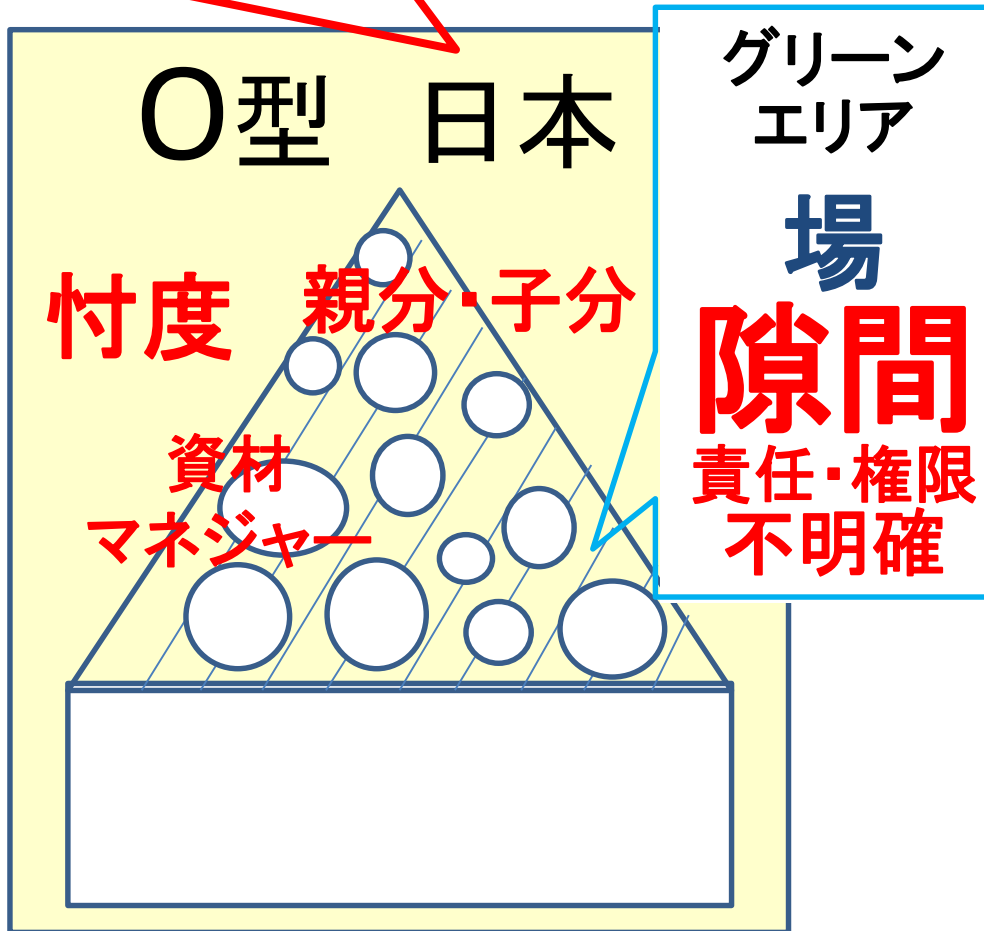 O型 日本
グリーン
エリア
場
隙間
責任・権限
不明確
忖度
親分・子分
資材
マネジャー